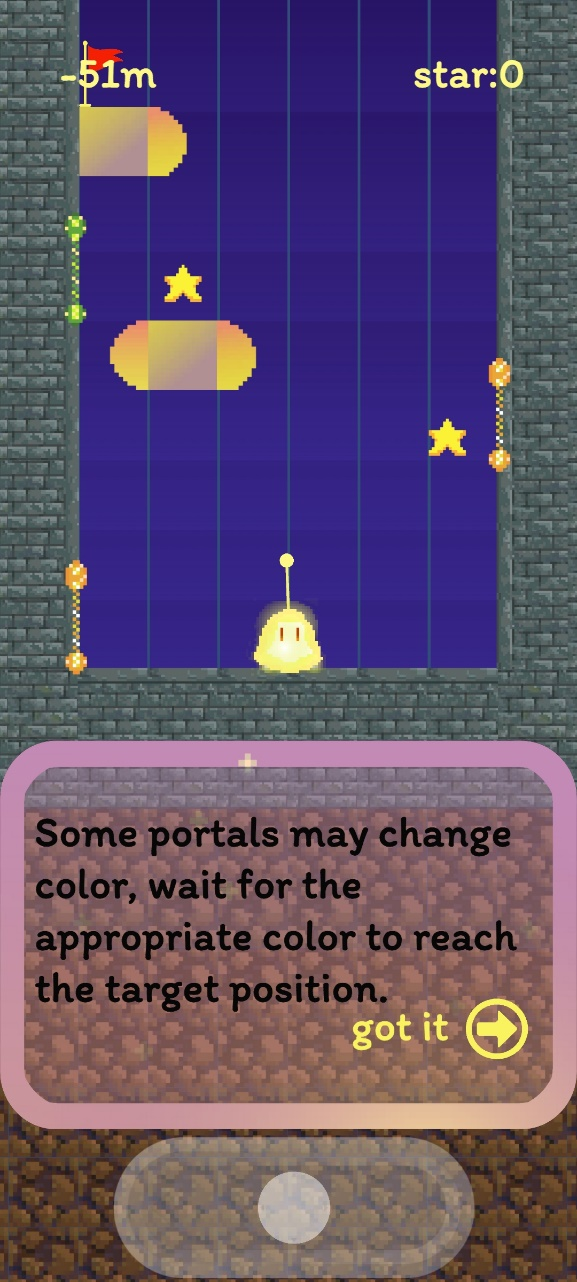 -51m
star:0
Some portals may change
color, wait for the
appropriate color to reach
the target position.
got it